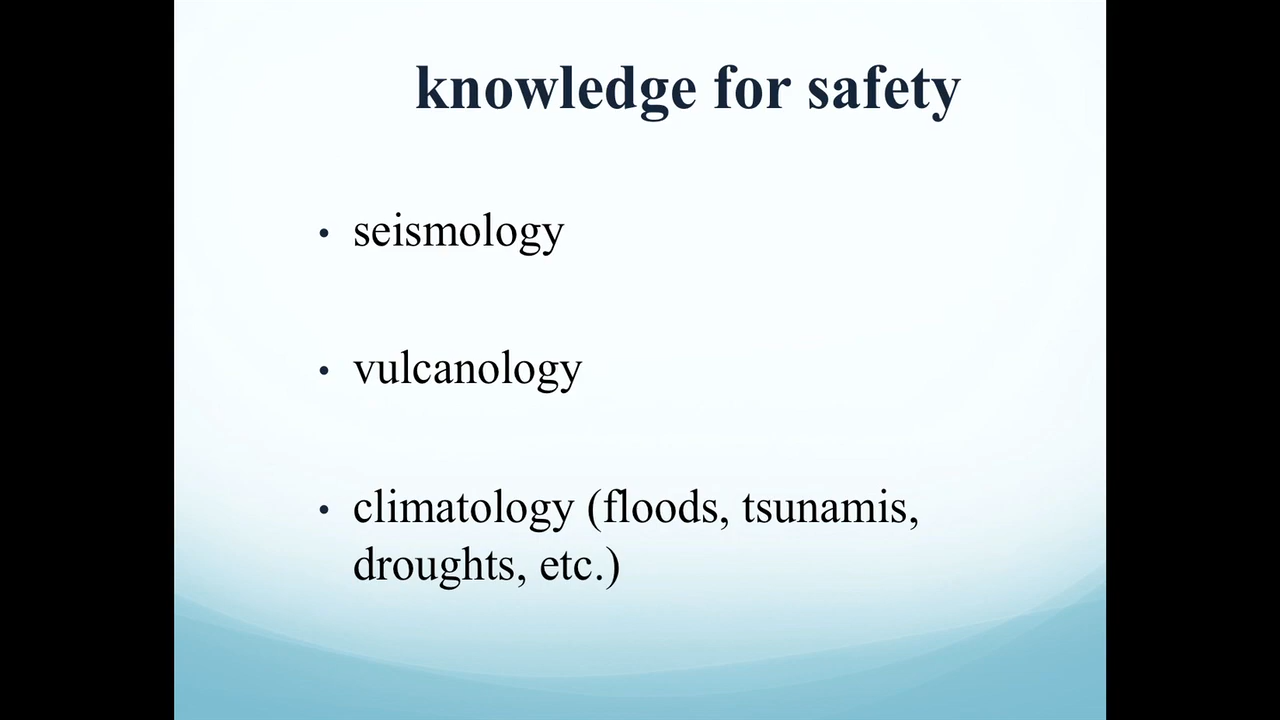 knowledge for safety
• seismology
• vulcanology
• climatology (floods, tsunamis,
droughts, etc.)